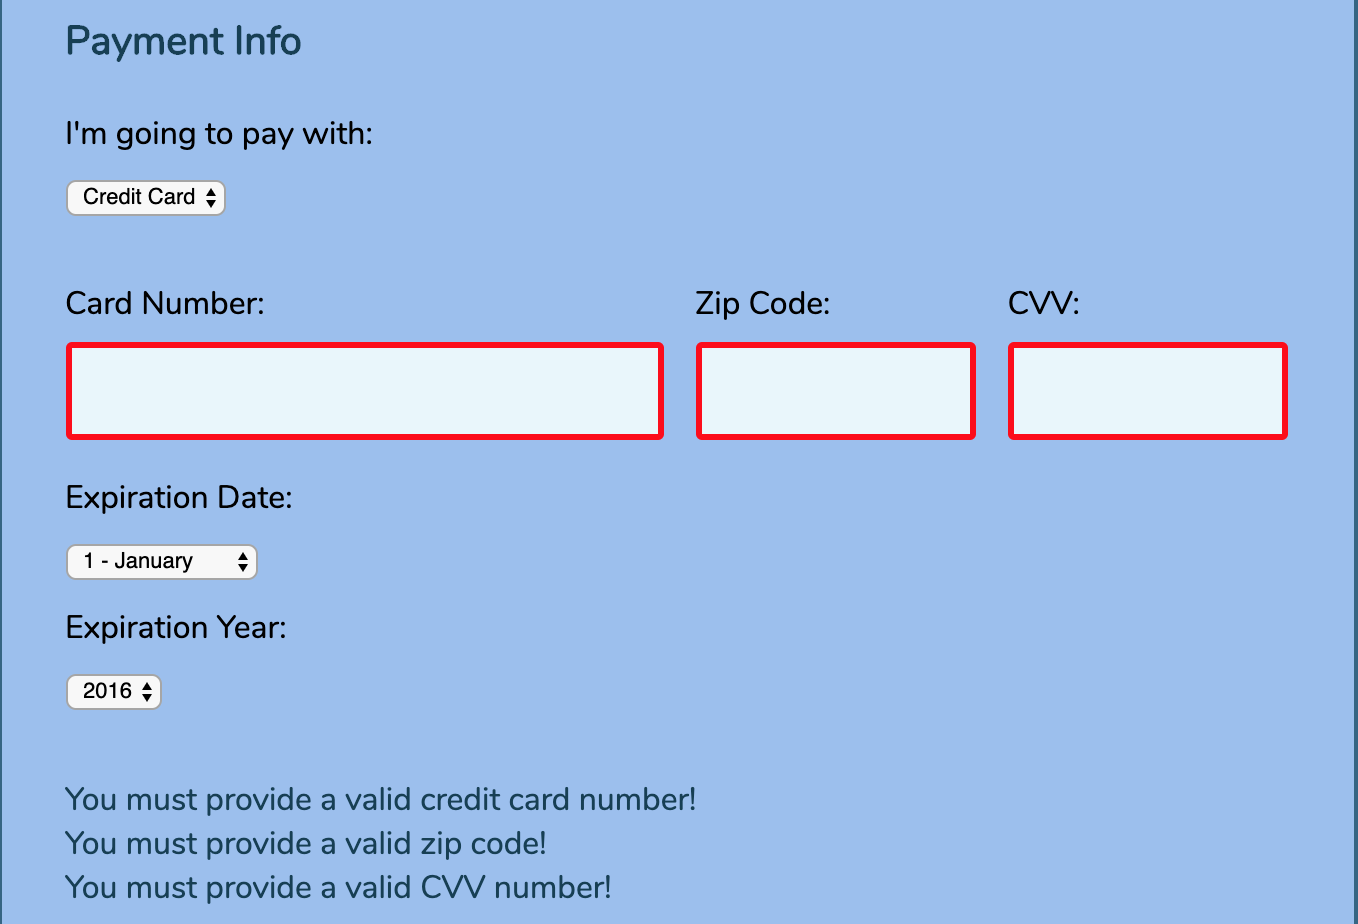 Payment Info
I'm going to pay with:
Credit Card
Card Number: Zip Code: CVV:
Expiration Date:
1 - January
Expiration Year:
2016
You must provide a valid credit card number!
You must provide a valid zip code!
You must provide a valid CVV number!